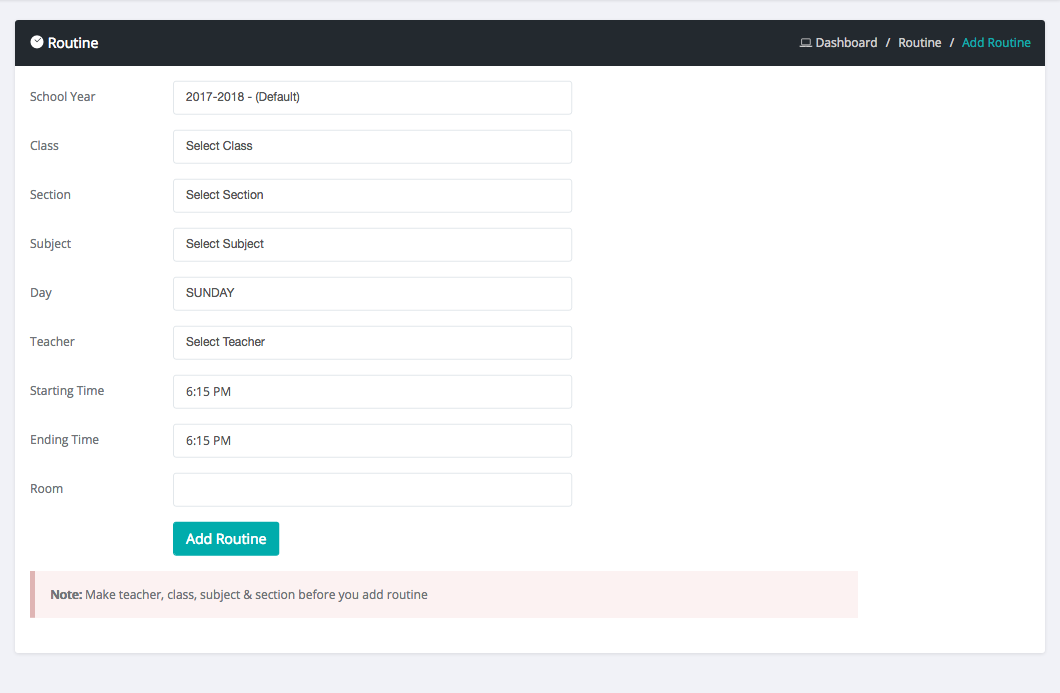 Routine
Dashboard / Routine / Add Routine
School Year
2017-2018 - (Default)
Class
Select Class
Section
Select Section
Subject
Select Subject
Day
SUNDAY
Teacher
Select Teacher
Starting Time
6:15 PM
Ending Time
6:15 PM
Room
Add Routine
Note: Make teacher, class, subject & section before you add routine